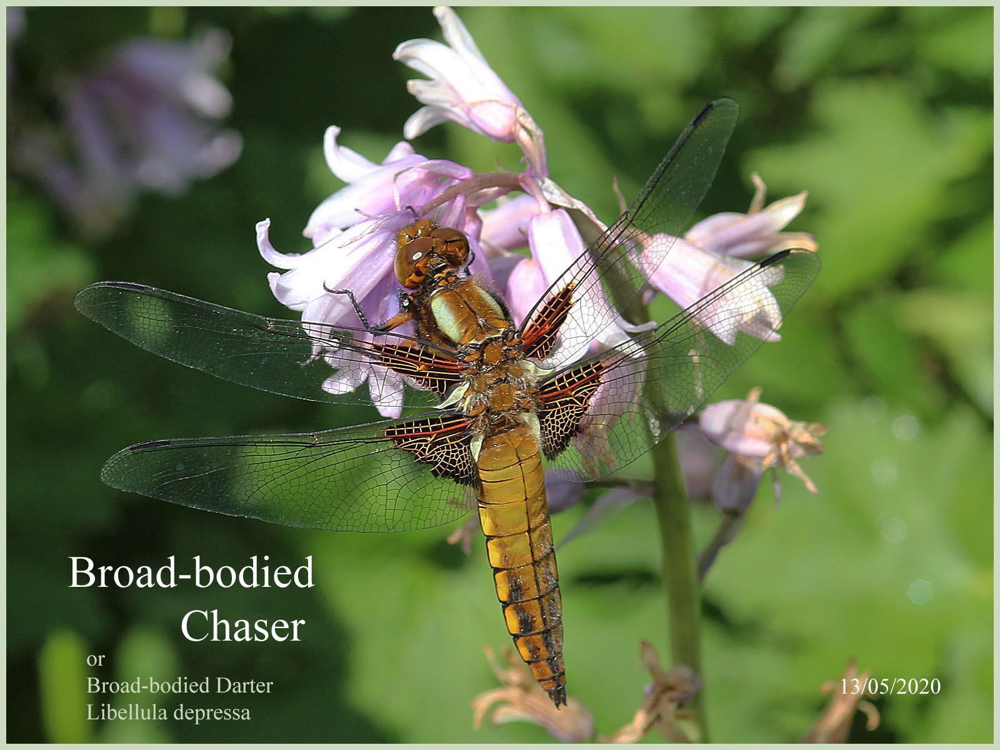 Broad-bodied
Chaser
or
Broad-bodied Darter
Libellula depressa
13/05/2020